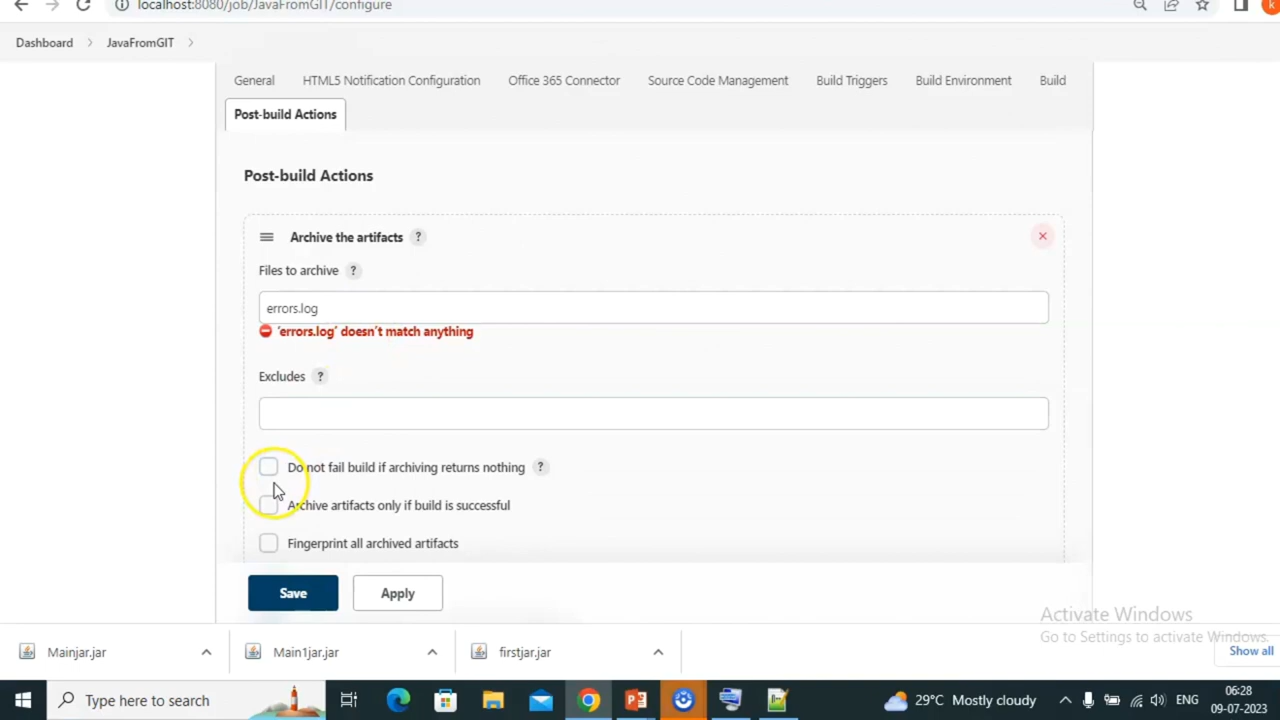 localhost:8080/job/JavaFromGIT/configure
k
Dashboard > JavaFromGIT >
General HTML5 Notification Configuration Office 365 Connector Source Code Management Build Triggers Build Environment Build
Post-build Actions
Post-build Actions
Archive the artifacts ?
Files to archive ?
errors.log
'errors.log' doesn't match anything
Excludes ?
Do not fail build if archiving returns nothing ?
Archive artifacts only if build is successful
Fingerprint all archived artifacts
Save Apply
Activate Windows
Go to Settings to activate Windows.
Mainjar.jar Main1jar.jar firstjar.jar Show all
Type here to search 29°C Mostly cloudy ENG 06:28
09-07-2023